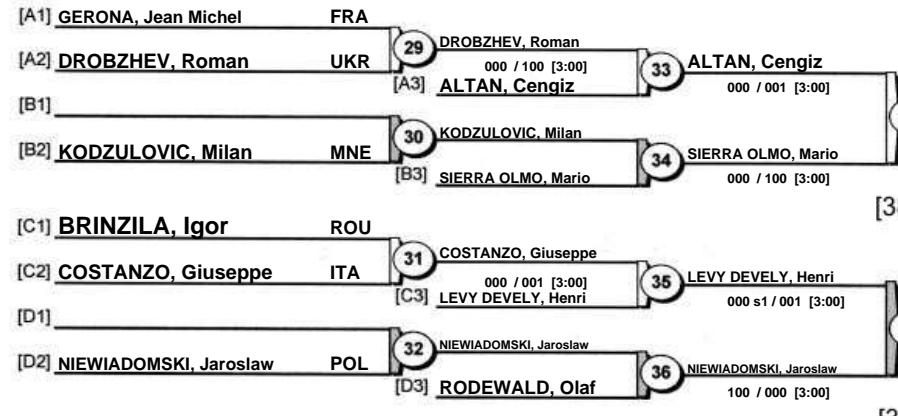 [A1] GERONA, Jean Michel FRA
29
DROBZHEV, Roman
[A2] DROBZHEV, Roman UKR
000 / 100 [3:00]
33
ALTAN, Cengiz
[A3] ALTAN, Cengiz
000 / 001 [3:00]
[B1]
30
KODZULOVIC, Milan
[B2] KODZULOVIC, Milan MNE
34
SIERRA OLMO, Mario
[B3] SIERRA OLMO, Mario
000 / 100 [3:00]
[C1] BRINZILA, Igor ROU
31
COSTANZO, Giuseppe
[C2] COSTANZO, Giuseppe ITA
000 / 001 [3:00]
35
LEVY DEVELY, Henri
[C3] LEVY DEVELY, Henri
000 s1 / 001 [3:00]
[D1]
32
NIEWIADOMSKI, Jaroslaw
[D2] NIEWIADOMSKI, Jaroslaw POL
36
NIEWIADOMSKI, Jaroslaw
[D3] RODEWALD, Olaf
100 / 000 [3:00]